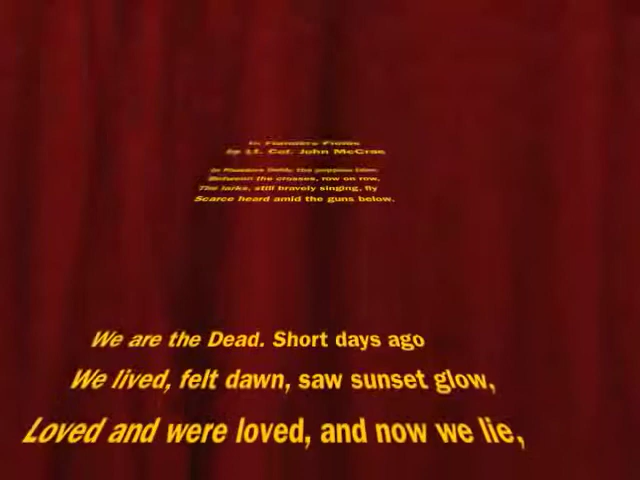 In Flanders Fields
by Lt. Col. John McCrae
In Flanders fields the poppies blow
Between the crosses, row on row,
The larks, still bravely singing, fly
Scarce heard amid the guns below.
We are the Dead. Short days ago
We lived, felt dawn, saw sunset glow,
Loved and were loved, and now we lie,